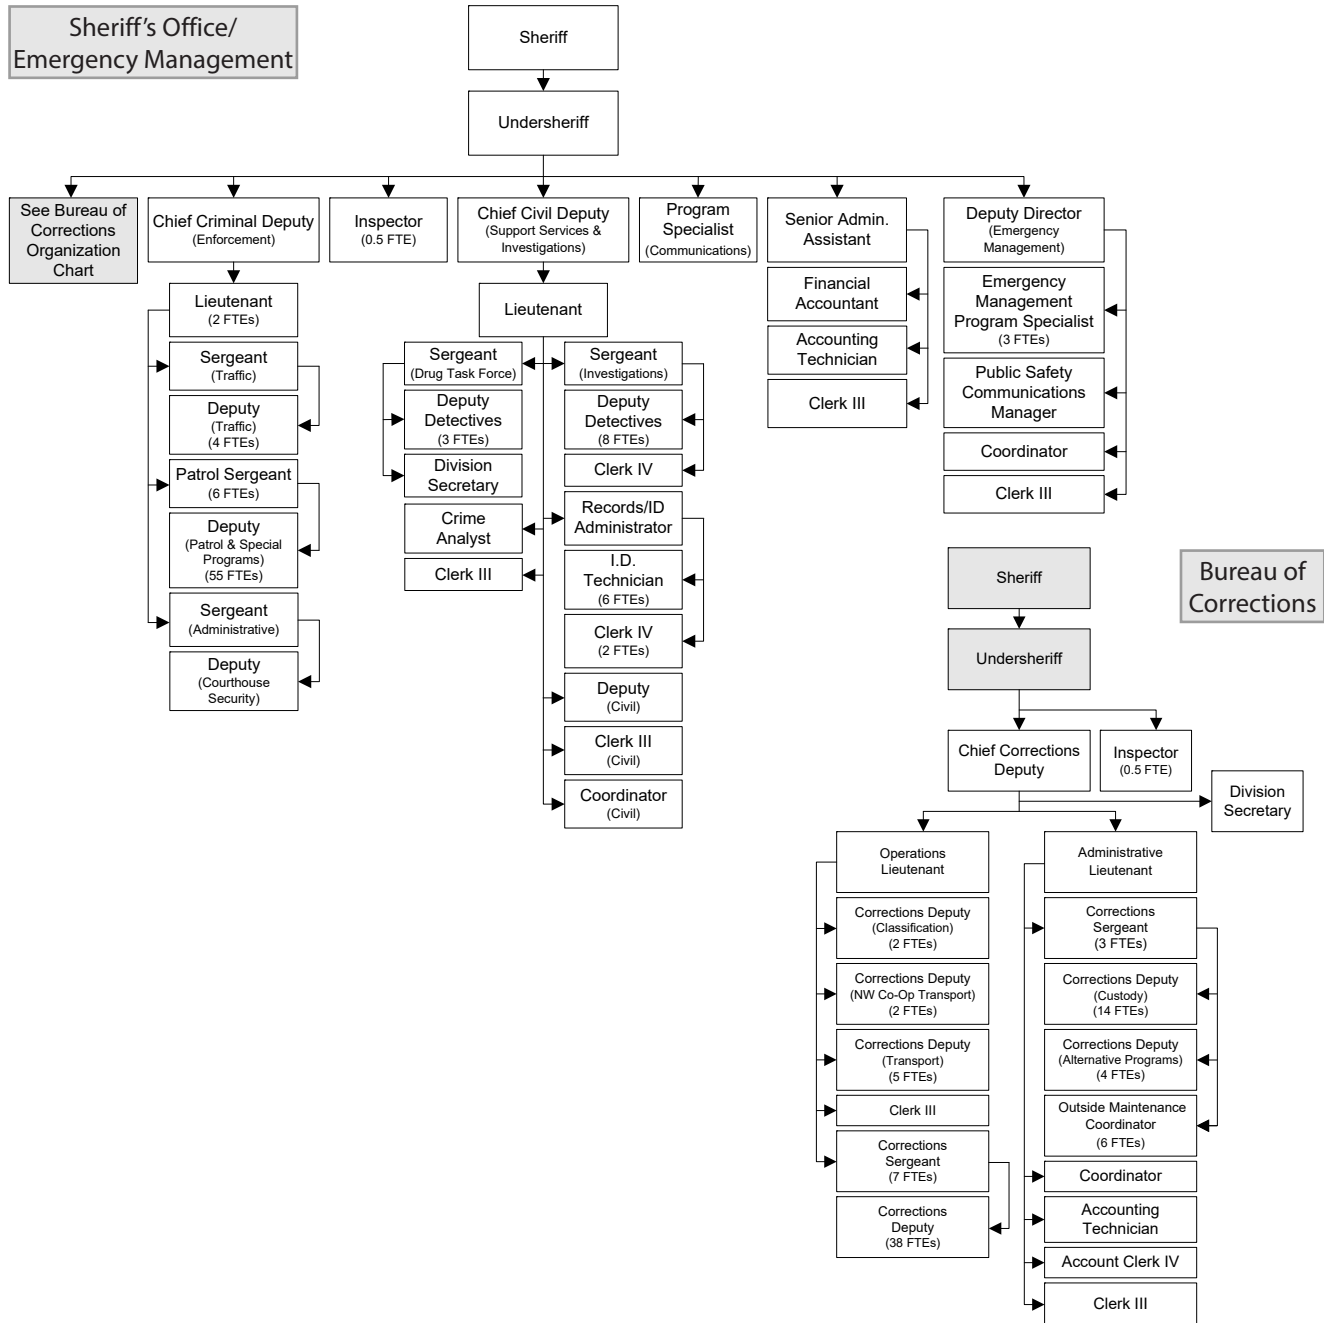 Sheriff's Office/
Emergency Management
Sheriff
Undersheriff
See Bureau of
Corrections
Organization
Chart
Chief Criminal Deputy
(Enforcement)
Inspector
(0.5 FTE)
Chief Civil Deputy
(Support Services &
Investigations)
Program
Specialist
(Communications)
Senior Admin.
Assistant
Deputy Director
(Emergency
Management)
Lieutenant
(2 FTEs)
Sergeant
(Traffic)
Deputy
(Traffic)
(4 FTEs)
Patrol Sergeant
(6 FTEs)
Deputy
(Patrol & Special
Programs)
(55 FTEs)
Sergeant
(Administrative)
Deputy
(Courthouse
Security)
Lieutenant
Sergeant
(Drug Task Force)
Deputy
Detectives
(3 FTEs)
Division
Secretary
Crime
Analyst
Clerk III
Sergeant
(Investigations)
Deputy
Detectives
(8 FTEs)
Clerk IV
Records/ID
Administrator
I.D.
Technician
(6 FTEs)
Clerk IV
(2 FTEs)
Deputy
(Civil)
Clerk III
(Civil)
Coordinator
(Civil)
Financial
Accountant
Accounting
Technician
Clerk III
Emergency
Management
Program Specialist
(3 FTEs)
Public Safety
Communications
Manager
Coordinator
Clerk III
Bureau of
Corrections
Sheriff
Undersheriff
Chief Corrections
Deputy
Inspector
(0.5 FTE)
Division
Secretary
Operations
Lieutenant
Corrections Deputy
(Classification)
(2 FTEs)
Corrections Deputy
(NW Co-Op Transport)
(2 FTEs)
Corrections Deputy
(Transport)
(5 FTEs)
Clerk III
Corrections
Sergeant
(7 FTEs)
Corrections
Deputy
(38 FTEs)
Administrative
Lieutenant
Corrections
Sergeant
(3 FTEs)
Corrections Deputy
(Custody)
(14 FTEs)
Corrections Deputy
(Alternative Programs)
(4 FTEs)
Outside Maintenance
Coordinator
(6 FTEs)
Coordinator
Accounting
Technician
Account Clerk IV
Clerk III